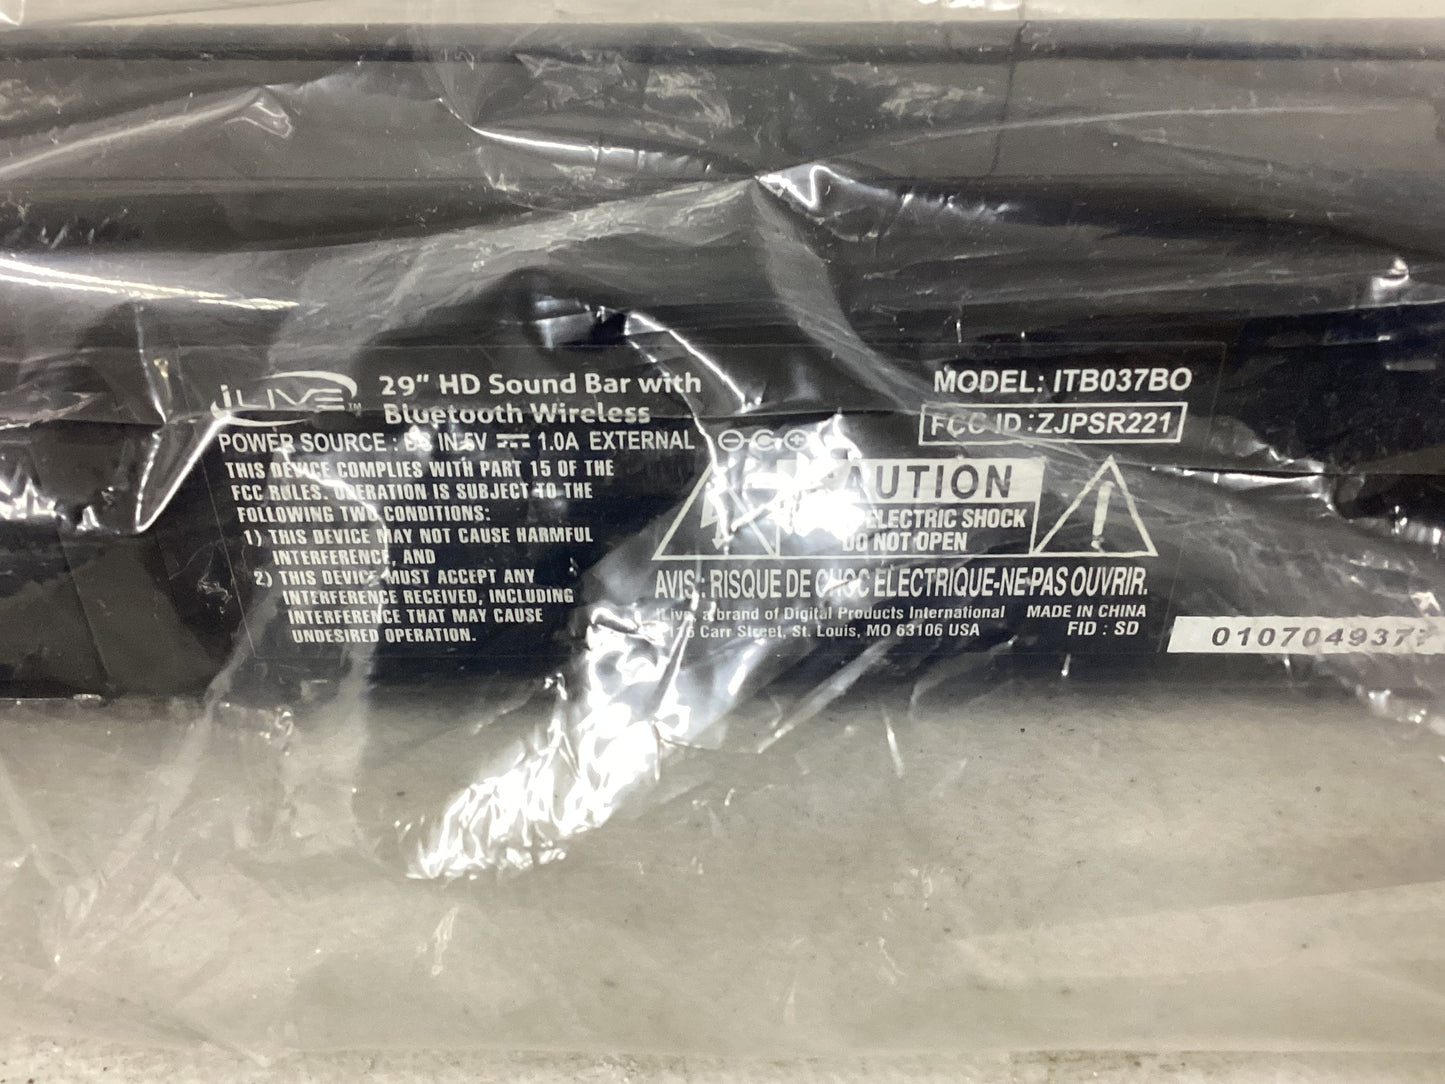 iLIVE™
29" HD Sound Bar with
Bluetooth Wireless
MODEL: ITB037BO
FCC ID:ZJPSR221
POWER SOURCE : DC IN 5V 1.0A EXTERNAL
THIS DEVICE COMPLIES WITH PART 15 OF THE
FCC RULES. OPERATION IS SUBJECT TO THE
FOLLOWING TWO CONDITIONS:
1) THIS DEVICE MAY NOT CAUSE HARMFUL
INTERFERENCE, AND
2) THIS DEVICE MUST ACCEPT ANY
INTERFERENCE RECEIVED, INCLUDING
INTERFERENCE THAT MAY CAUSE
UNDESIRED OPERATION.
CAUTION
ELECTRIC SHOCK
DO NOT OPEN
AVIS : RISQUE DE CHOC ELECTRIQUE-NE PAS OUVRIR.
iLive, a brand of Digital Products International
Carr Street, St. Louis, MO 63106 USA
MADE IN CHINA
FID : SD